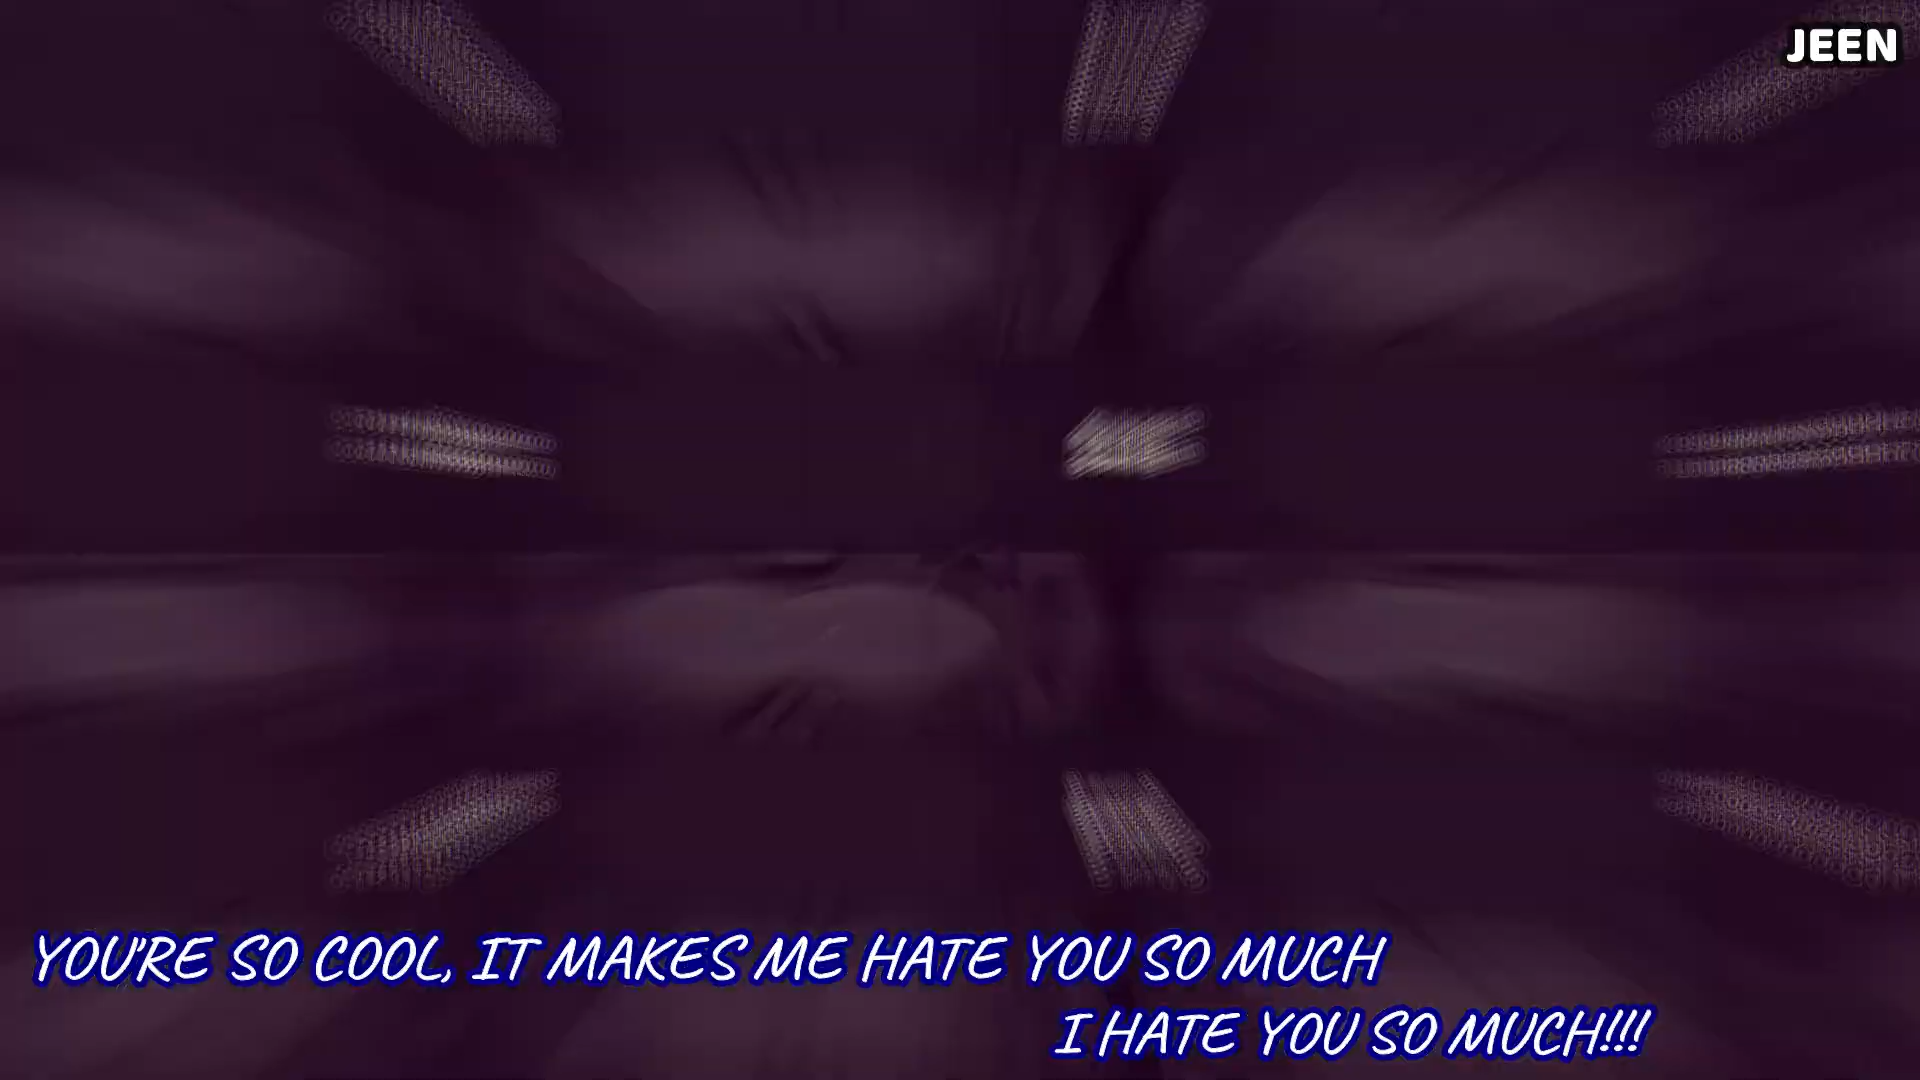 JEEN
YOU'RE SO COOL, IT MAKES ME HATE YOU SO MUCH
I HATE YOU SO MUCH!!!